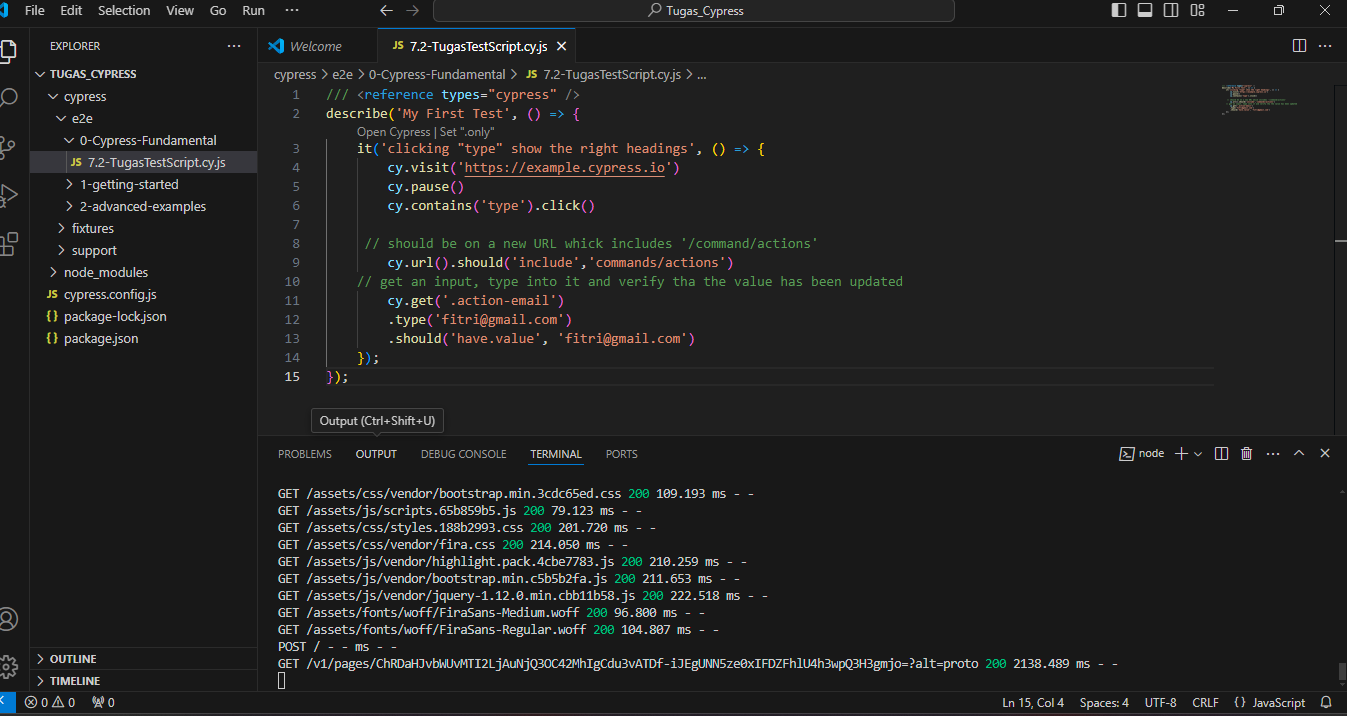 File Edit Selection View Go Run ··· Tugas_Cypress
EXPLORER ···
TUGAS_CYPRESS
cypress
e2e
0-Cypress-Fundamental
JS 7.2-TugasTestScript.cy.js
1-getting-started
2-advanced-examples
fixtures
support
node_modules
JS cypress.config.js
{} package-lock.json
{} package.json
OUTLINE
TIMELINE
Welcome JS 7.2-TugasTestScript.cy.js
cypress > e2e > 0-Cypress-Fundamental > JS 7.2-TugasTestScript.cy.js > ...
1 /// <reference types="cypress" />
2 describe('My First Test', () => {
Open Cypress | Set ".only"
3 it('clicking "type" show the right headings', () => {
4 cy.visit('https://example.cypress.io')
5 cy.pause()
6 cy.contains('type').click()
7
8 // should be on a new URL whick includes '/command/actions'
9 cy.url().should('include','commands/actions')
10 // get an input, type into it and verify tha the value has been updated
11 cy.get('.action-email')
12 .type('fitri@gmail.com')
13 .should('have.value', 'fitri@gmail.com')
14 });
15 });
Output (Ctrl+Shift+U)
PROBLEMS OUTPUT DEBUG CONSOLE TERMINAL PORTS node
GET /assets/css/vendor/bootstrap.min.3cdc65ed.css 200 109.193 ms - -
GET /assets/js/scripts.65b859b5.js 200 79.123 ms - -
GET /assets/css/styles.188b2993.css 200 201.720 ms - -
GET /assets/css/vendor/fira.css 200 214.050 ms - -
GET /assets/js/vendor/highlight.pack.4cbe7783.js 200 210.259 ms - -
GET /assets/js/vendor/bootstrap.min.c5b5b2fa.js 200 211.653 ms - -
GET /assets/js/vendor/jquery-1.12.0.min.cbb11b58.js 200 222.518 ms - -
GET /assets/fonts/woff/FiraSans-Medium.woff 200 96.800 ms - -
GET /assets/fonts/woff/FiraSans-Regular.woff 200 104.807 ms - -
POST / - - ms - -
GET /v1/pages/ChRDaHJvbWUvMTI2LjAuNjQ3OC42MhIgCdu3vATDf-iJEgUNN5ze0xIFDZFhlU4h3wpQ3H3gmjo=?alt=proto 200 2138.489 ms - -
0 0 0 Ln 15, Col 4 Spaces: 4 UTF-8 CRLF {} JavaScript